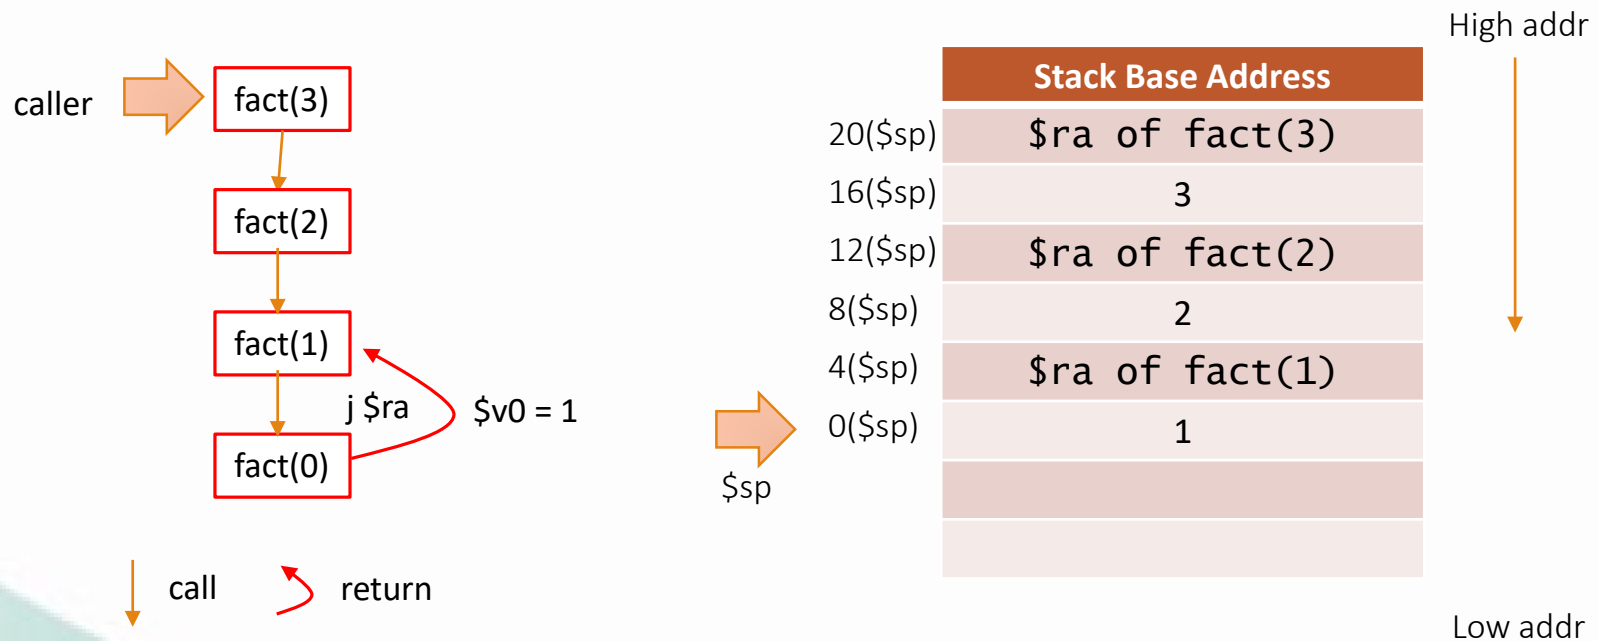 High addr
Stack Base Address
caller
fact(3)
20($sp)
$ra of fact(3)
16($sp)
3
fact(2)
12($sp)
$ra of fact(2)
8($sp)
2
fact(1)
4($sp)
$ra of fact(1)
j $ra
$v0 = 1
0($sp)
1
fact(0)
$sp
call
return
Low addr